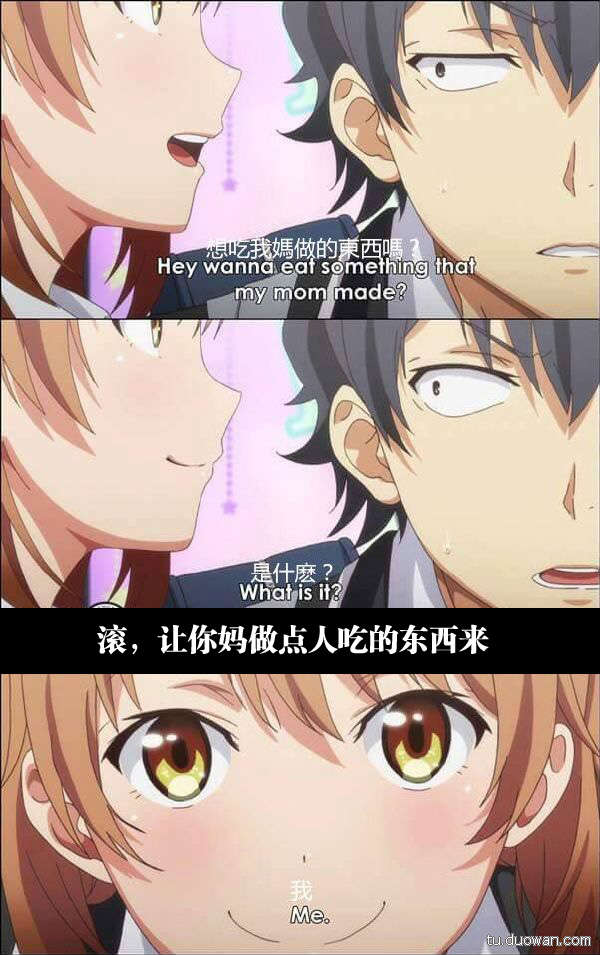 想吃我媽做的東西嗎？
Hey wanna eat something that
my mom made?
是什麽？
What is it?
滚，让你妈做点人吃的东西来
我
Me.
tu.duowan.com